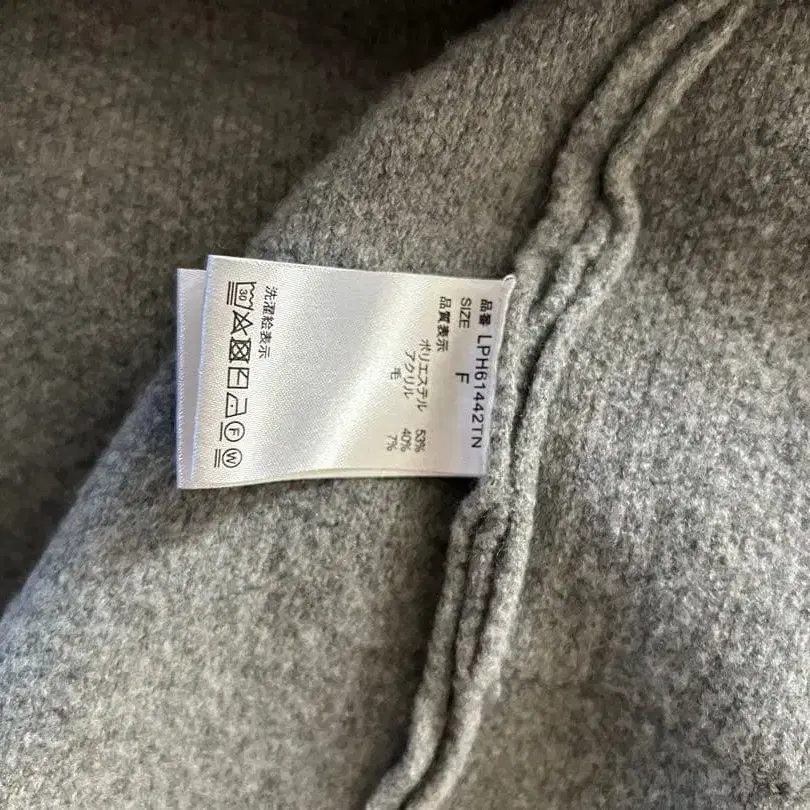 品番 LPH61442TN
SIZE F
品質表示
ポリエステル 53%
アクリル 40%
毛 7%
洗濯絵表示
30 F W